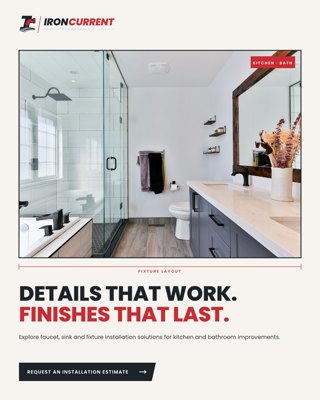 IRONCURRENT
KITCHEN · BATH
FIXTURE LAYOUT
DETAILS THAT WORK.
FINISHES THAT LAST.
Explore faucet, sink and fixture installation solutions for kitchen and bathroom improvements.
REQUEST AN INSTALLATION ESTIMATE